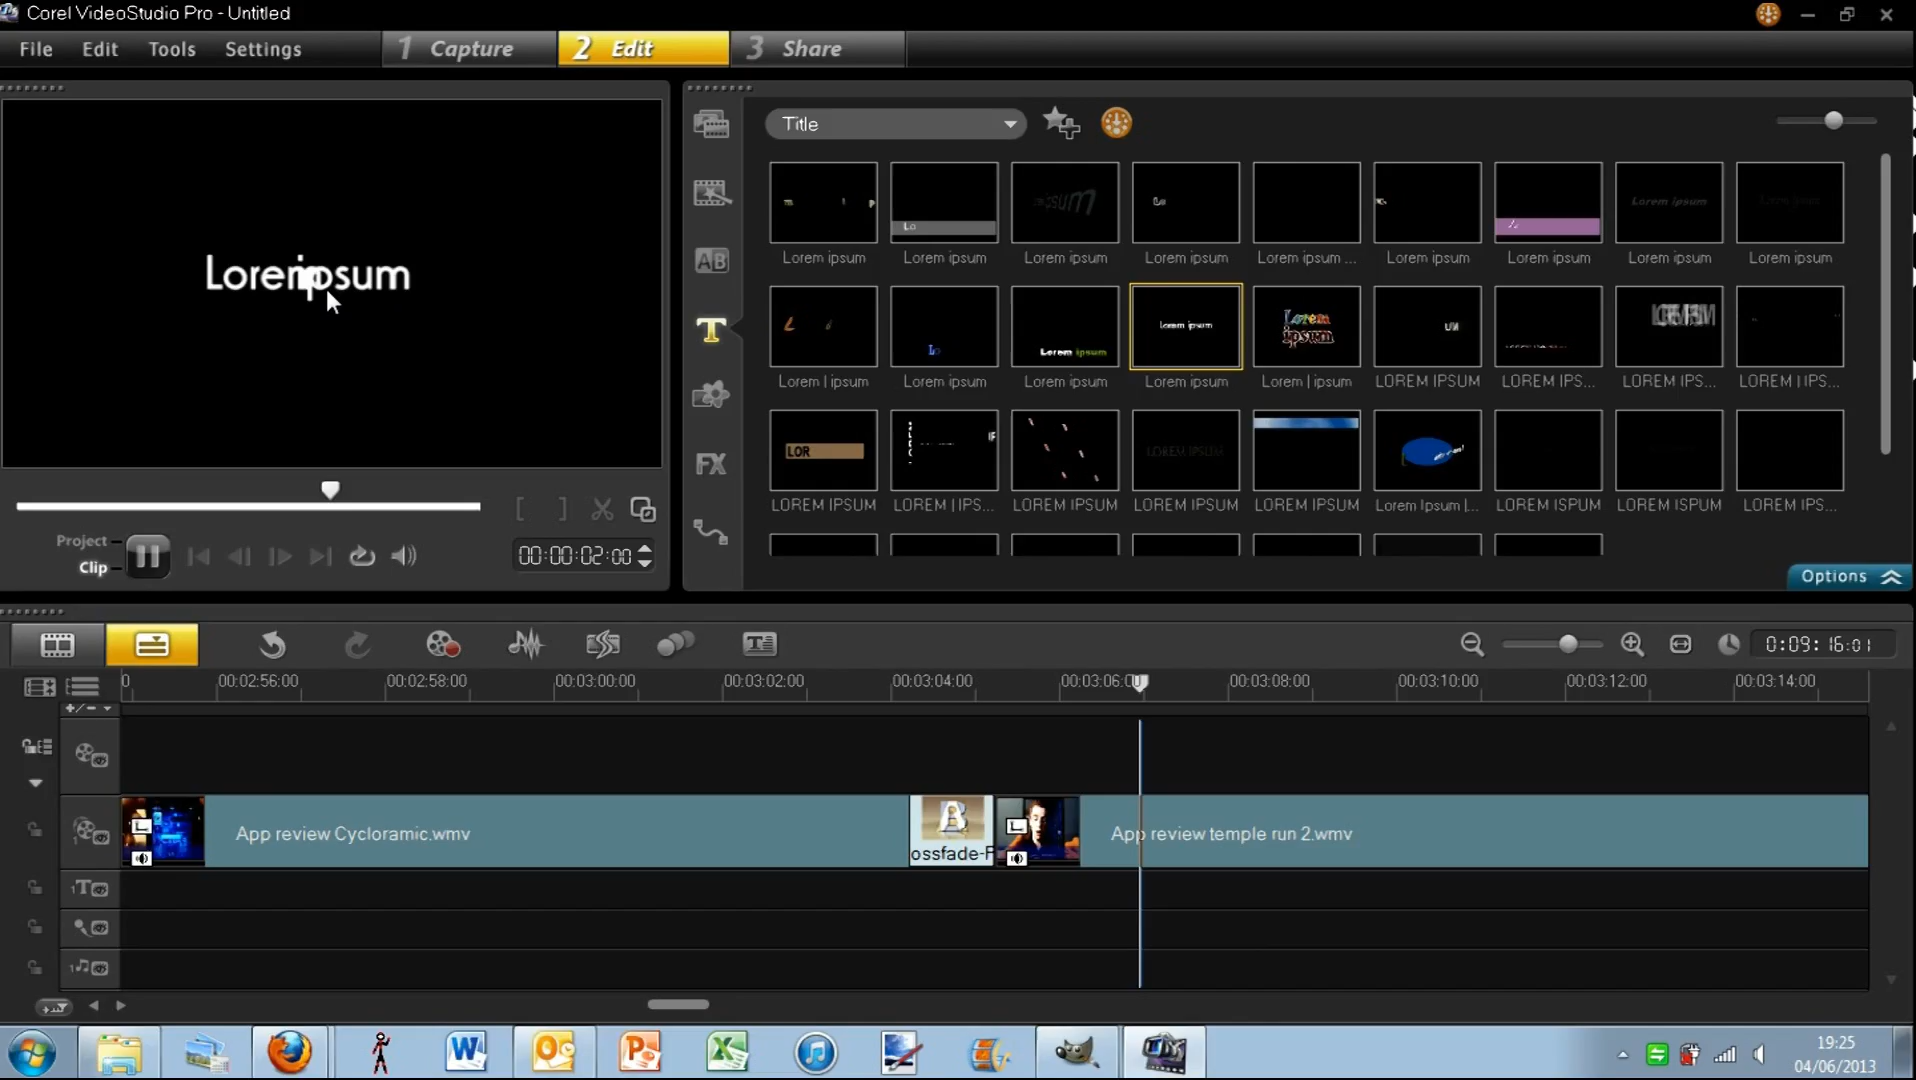 Corel VideoStudio Pro - Untitled
File Edit Tools Settings 1 Capture 2 Edit 3 Share
Title
Lorem ipsum
Lorem ipsum Lorem ipsum Lorem ipsum Lorem ipsum Lorem ipsum ... Lorem ipsum Lorem ipsum Lorem ipsum Lorem ipsum
Lorem | ipsum Lorem ipsum Lorem ipsum Lorem ipsum Lorem | ipsum LOREM IPSUM LOREM IPS... LOREM IPS... LOREM | IPS...
LOREM IPSUM LOREM | IPS... LOREM IPSUM LOREM IPSUM LOREM IPSUM Lorem Ipsum |... LOREM ISPUM LOREM IPSUM LOREM IPS...
Project
Clip
00:00:02:00
FX
AB
Options
0:09:16:01
00:02:56:00 00:02:58:00 00:03:00:00 00:03:02:00 00:03:04:00 00:03:06:0 00:03:08:00 00:03:10:00 00:03:12:00 00:03:14:00
App review Cycloramic.wmv
ossfade-F
App review temple run 2.wmv
19:25
04/06/2013